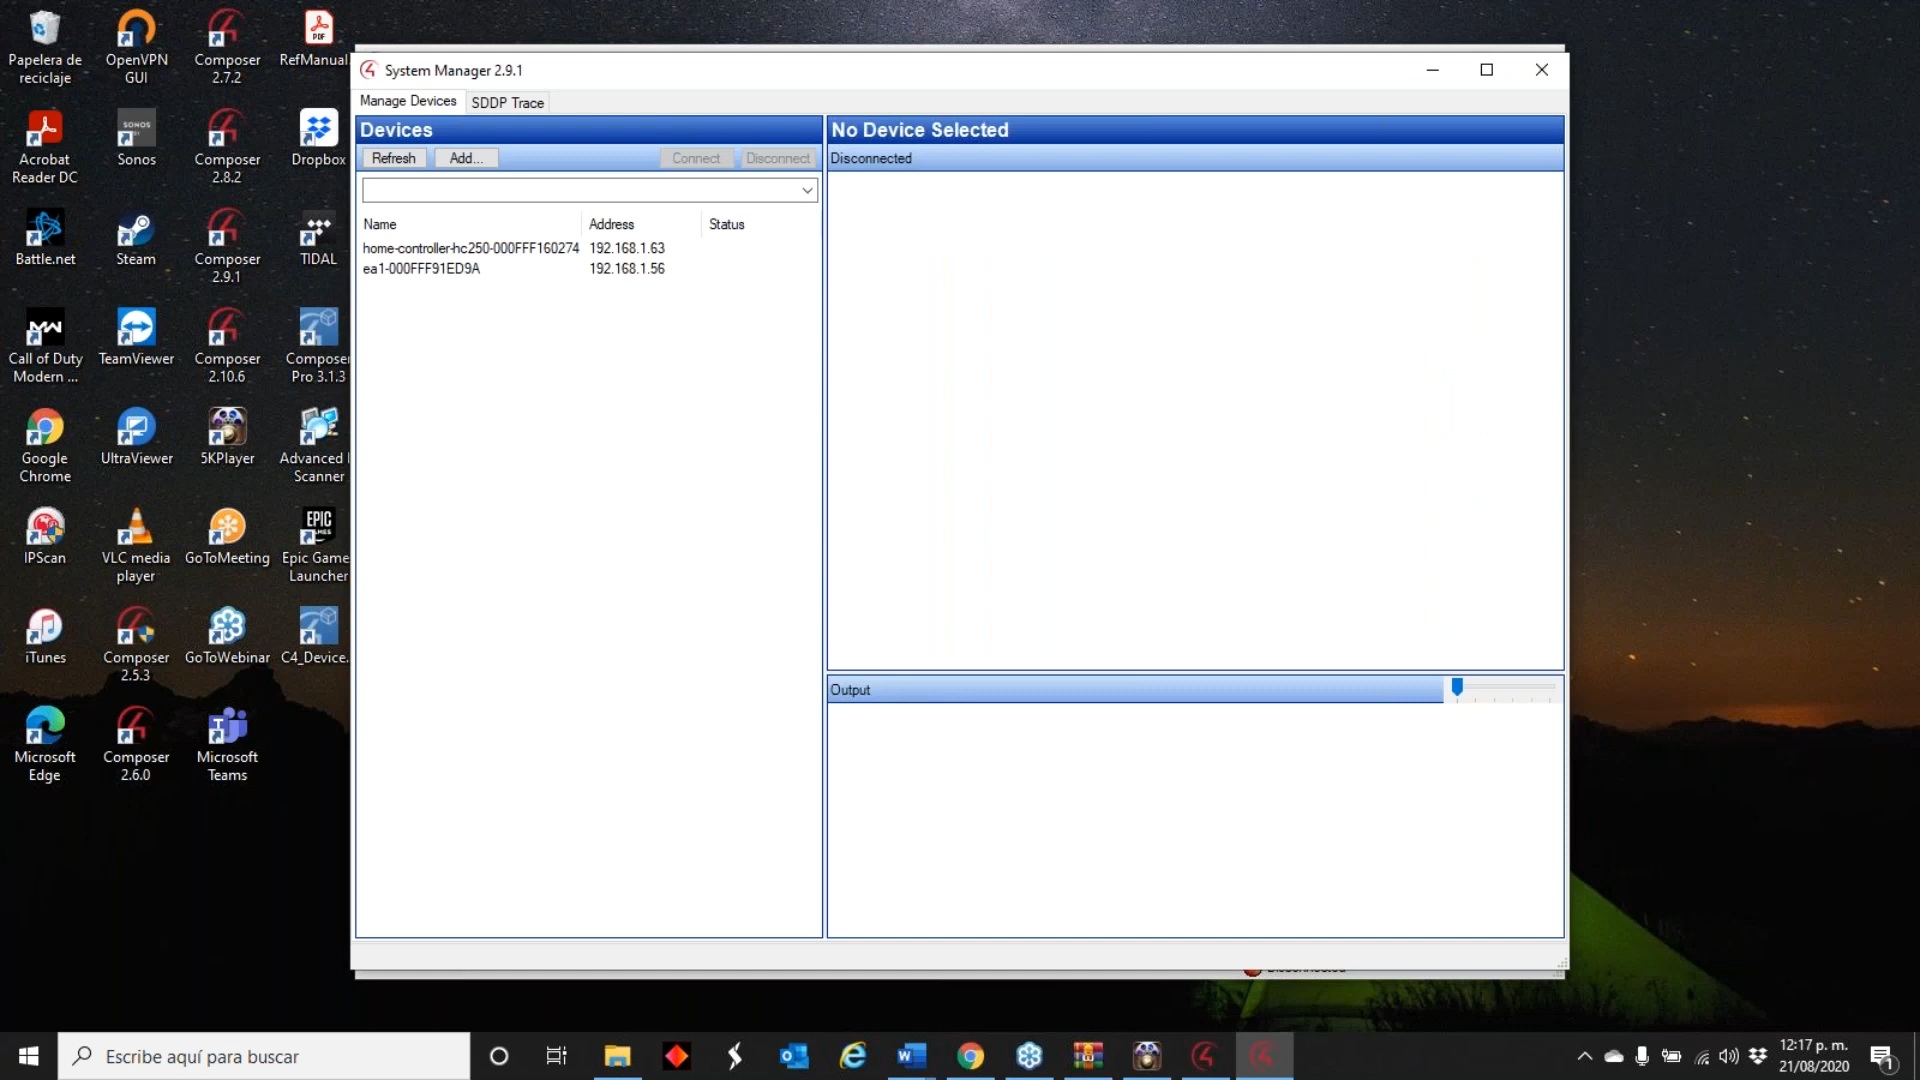 Papelera de
reciclaje
OpenVPN
GUI
Composer
2.7.2
RefManual.
Acrobat
Reader DC
SONOS
Sonos
Composer
2.8.2
Dropbox
Battle.net
Steam
Composer
2.9.1
TIDAL
Call of Duty
Modern ...
TeamViewer
Composer
2.10.6
Composer
Pro 3.1.3
Google
Chrome
UltraViewer
5KPlayer
Advanced I
Scanner
IPScan
VLC media
player
GoToMeeting
EPIC
Epic Game
Launcher
iTunes
Composer
2.5.3
GoToWebinar
C4_Device.
Microsoft
Edge
Composer
2.6.0
Microsoft
Teams
System Manager 2.9.1
Manage Devices
SDDP Trace
Devices
Refresh
Add...
Connect
Disconnect
Name
Address
Status
home-controller-hc250-000FFF160274
192.168.1.63
ea1-000FFF91ED9A
192.168.1.56
No Device Selected
Disconnected
Output
Escribe aquí para buscar
12:17 p. m.
21/08/2020
1